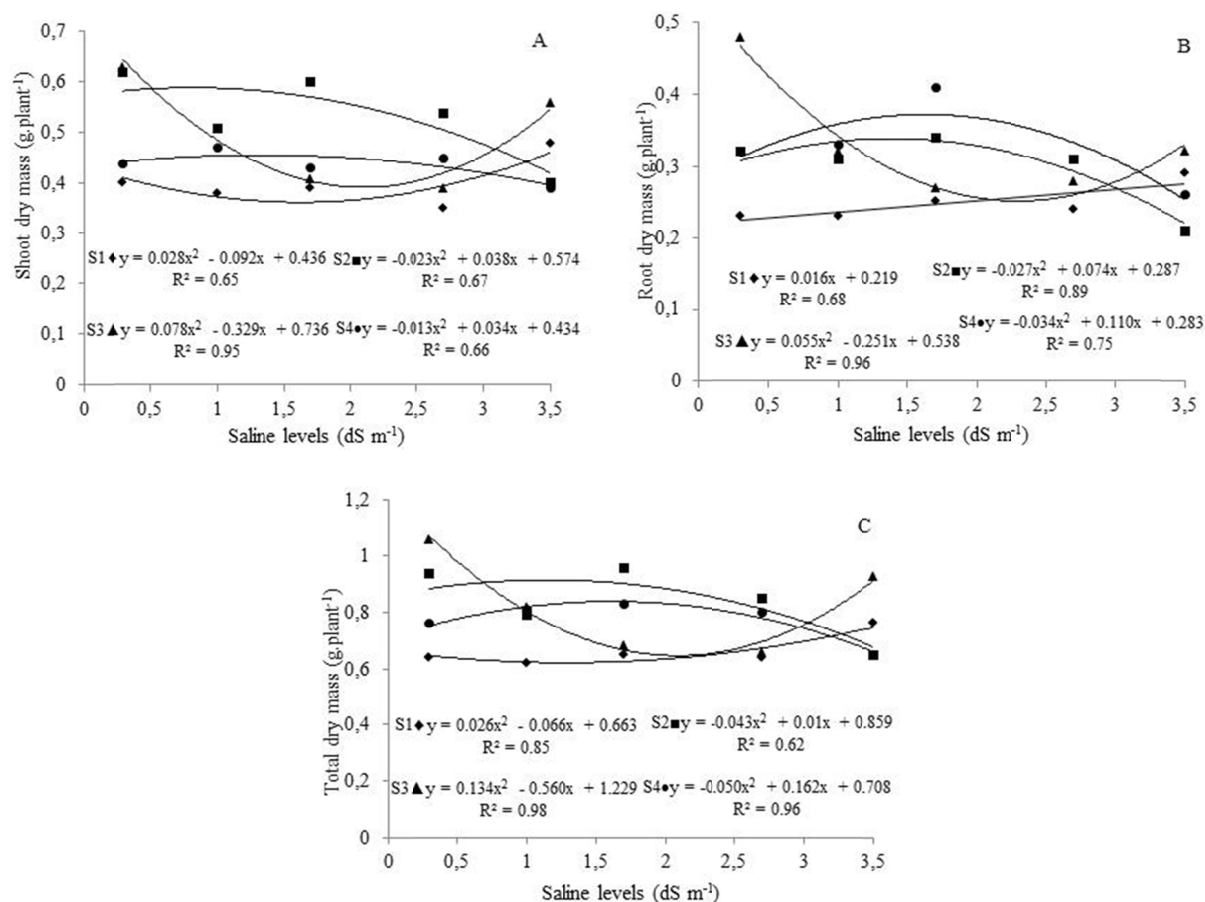 A
Shoot dry mass (g.plant⁻¹)
0,7
0,6
0,5
0,4
0,3
0,2
0,1
0
S1 y = 0.028x² - 0.092x + 0.436
R² = 0.65
S2 y = -0.023x² + 0.038x + 0.574
R² = 0.67
S3 y = 0.078x² - 0.329x + 0.736
R² = 0.95
S4 y = -0.013x² + 0.034x + 0.434
R² = 0.66
0 0,5 1 1,5 2 2,5 3 3,5
Saline levels (dS m⁻¹)
B
Root dry mass (g.plant⁻¹)
0,5
0,4
0,3
0,2
0,1
0
S1 y = 0.016x + 0.219
R² = 0.68
S2 y = -0.027x² + 0.074x + 0.287
R² = 0.89
S3 y = 0.055x² - 0.251x + 0.538
R² = 0.96
S4 y = -0.034x² + 0.110x + 0.283
R² = 0.75
0 0,5 1 1,5 2 2,5 3 3,5
Saline levels (dS m⁻¹)
C
Total dry mass (g.plant⁻¹)
1,2
1
0,8
0,6
0,4
0,2
0
S1 y = 0.026x² - 0.066x + 0.663
R² = 0.85
S2 y = -0.043x² + 0.01x + 0.859
R² = 0.62
S3 y = 0.134x² - 0.560x + 1.229
R² = 0.98
S4 y = -0.050x² + 0.162x + 0.708
R² = 0.96
0 0,5 1 1,5 2 2,5 3 3,5
Saline levels (dS m⁻¹)